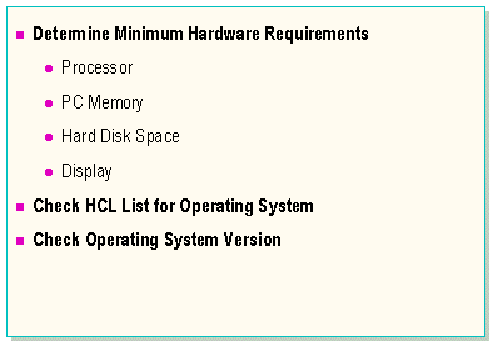 Determine Minimum Hardware Requirements
Processor
PC Memory
Hard Disk Space
Display
Check HCL List for Operating System
Check Operating System Version